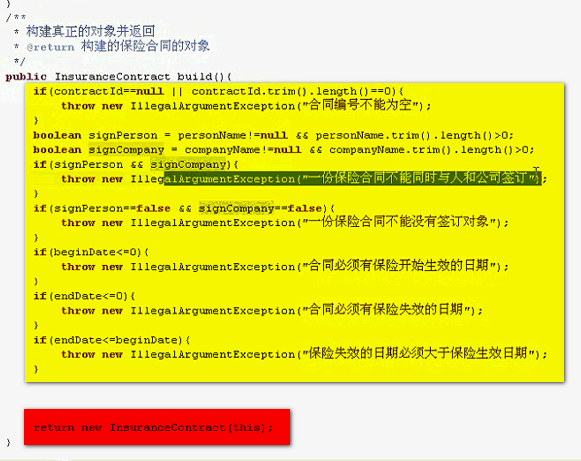 }
/**
 * 构建真正的对象并返回
 * @return 构建的保险合同的对象
 */
public InsuranceContract build(){
if(contractId==null || contractId.trim().length()==0){
throw new IllegalArgumentException("合同编号不能为空");
}
boolean signPerson = personName!=null && personName.trim().length()>0;
boolean signCompany = companyName!=null && companyName.trim().length()>0;
if(signPerson && signCompany){
throw new IllegalArgumentException("一份保险合同不能同时与人和公司签订");
}
if(signPerson==false && signCompany==false){
throw new IllegalArgumentException("一份保险合同不能没有签订对象");
}
if(beginDate<=0){
throw new IllegalArgumentException("合同必须有保险开始生效的日期");
}
if(endDate<=0){
throw new IllegalArgumentException("合同必须有保险失效的日期");
}
if(endDate<=beginDate){
throw new IllegalArgumentException("保险失效的日期必须大于保险生效日期");
}
return new InsuranceContract(this);
}